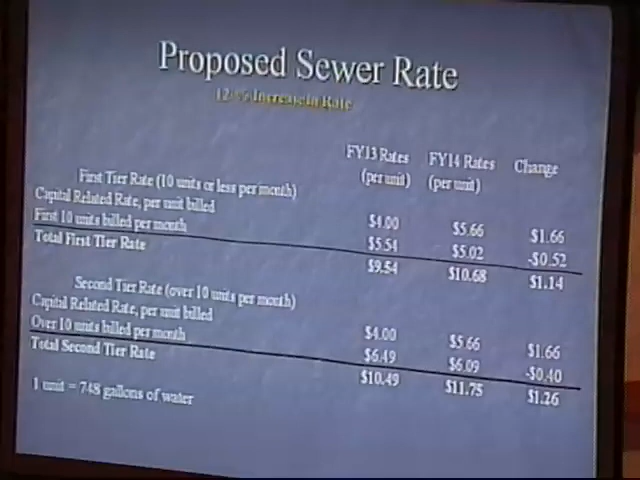 Proposed Sewer Rate
12 % Increase in Rate
FY13 Rates FY14 Rates Change
(per unit) (per unit)
First Tier Rate (10 units or less per month)
Capital Related Rate, per unit billed $4.00 $5.66 $1.66
First 10 units billed per month $5.54 $5.02 -$0.52
Total First Tier Rate $9.54 $10.68 $1.14
Second Tier Rate (over 10 units per month)
Capital Related Rate, per unit billed $4.00 $5.66 $1.66
Over 10 units billed per month $6.49 $6.09 -$0.40
Total Second Tier Rate $10.49 $11.75 $1.26
1 unit = 748 gallons of water